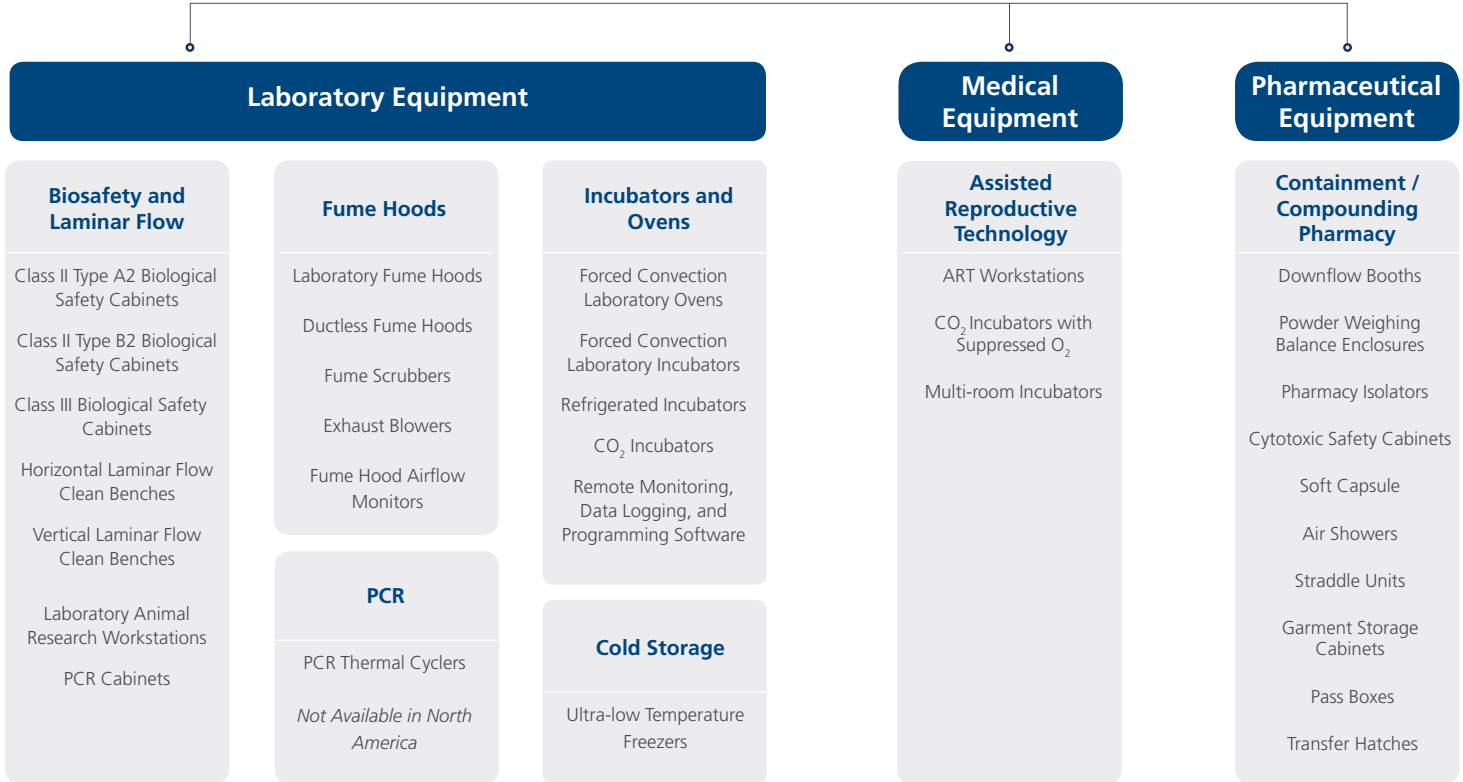 Laboratory Equipment
Biosafety and
Laminar Flow
Class II Type A2 Biological
Safety Cabinets
Class II Type B2 Biological
Safety Cabinets
Class III Biological Safety
Cabinets
Horizontal Laminar Flow
Clean Benches
Vertical Laminar Flow
Clean Benches
Laboratory Animal
Research Workstations
PCR Cabinets
Fume Hoods
Laboratory Fume Hoods
Ductless Fume Hoods
Fume Scrubbers
Exhaust Blowers
Fume Hood Airflow
Monitors
PCR
PCR Thermal Cyclers
Not Available in North
America
Incubators and
Ovens
Forced Convection
Laboratory Ovens
Forced Convection
Laboratory Incubators
Refrigerated Incubators
CO₂ Incubators
Remote Monitoring,
Data Logging, and
Programming Software
Cold Storage
Ultra-low Temperature
Freezers
Medical
Equipment
Assisted
Reproductive
Technology
ART Workstations
CO₂ Incubators with
Suppressed O₂
Multi-room Incubators
Pharmaceutical
Equipment
Containment /
Compounding
Pharmacy
Downflow Booths
Powder Weighing
Balance Enclosures
Pharmacy Isolators
Cytotoxic Safety Cabinets
Soft Capsule
Air Showers
Straddle Units
Garment Storage
Cabinets
Pass Boxes
Transfer Hatches